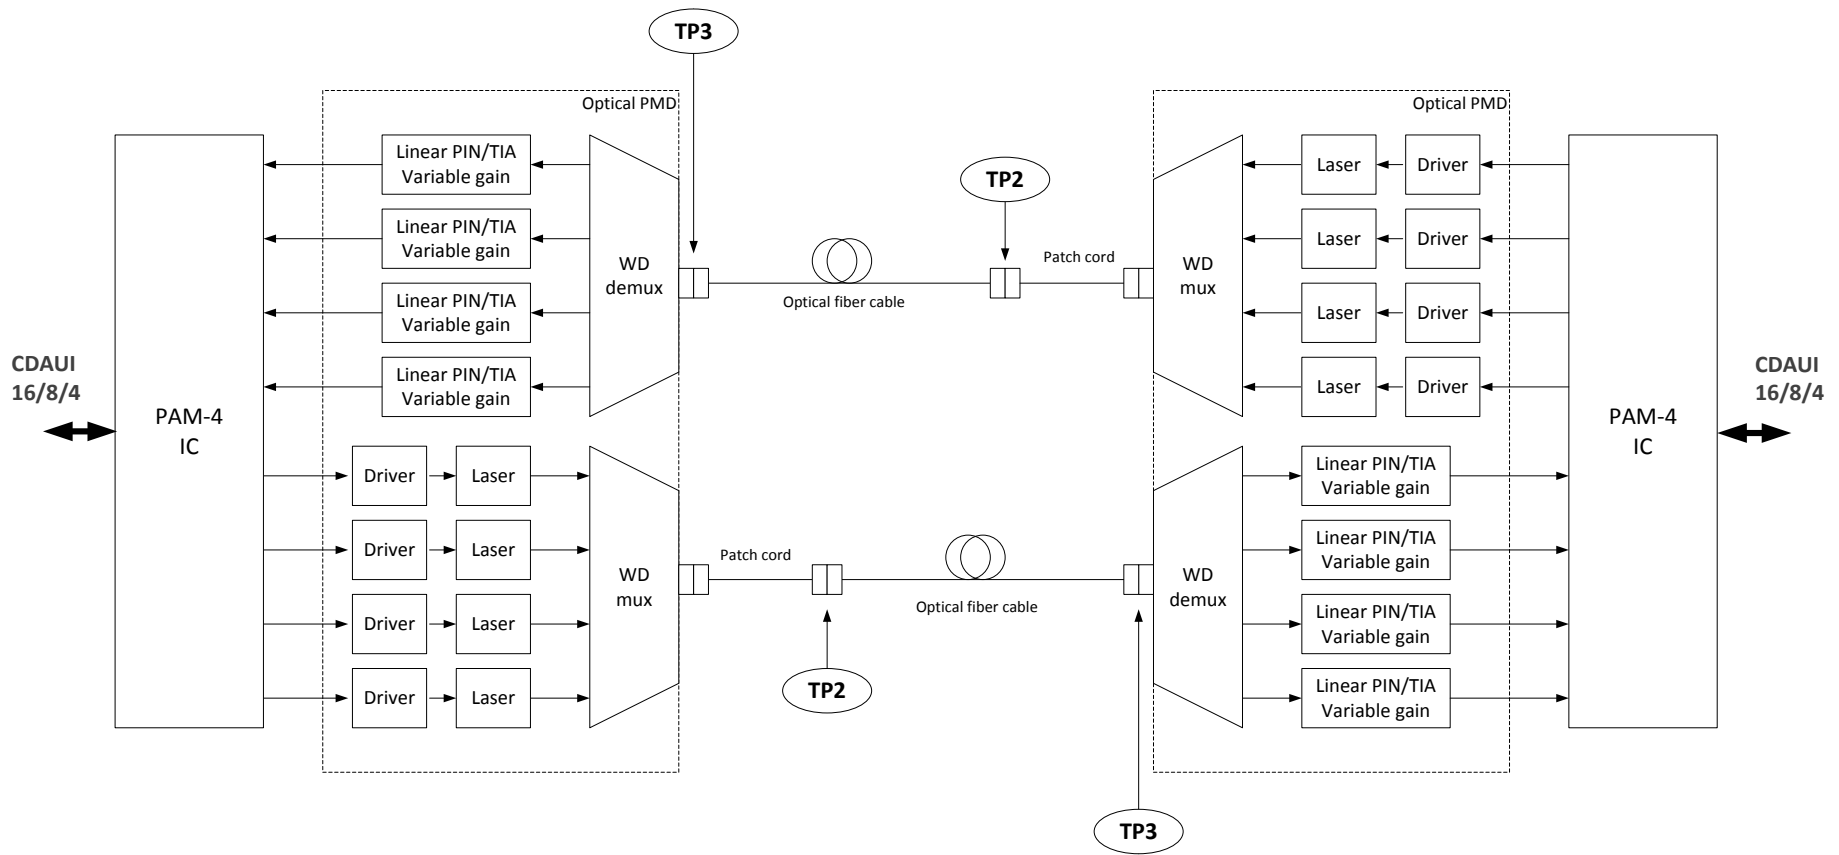 TP3
Optical PMD
Optical PMD
Linear PIN/TIA
Variable gain
Laser
Driver
TP2
Linear PIN/TIA
Variable gain
WD
demux
Patch cord
WD
mux
Laser
Driver
Optical fiber cable
Linear PIN/TIA
Variable gain
Laser
Driver
CDAUI
16/8/4
Linear PIN/TIA
Variable gain
Laser
Driver
CDAUI
16/8/4
PAM-4
IC
PAM-4
IC
Driver
Laser
Linear PIN/TIA
Variable gain
Driver
Laser
WD
mux
Patch cord
Optical fiber cable
WD
demux
Linear PIN/TIA
Variable gain
Driver
Laser
Linear PIN/TIA
Variable gain
Driver
Laser
TP2
Linear PIN/TIA
Variable gain
TP3